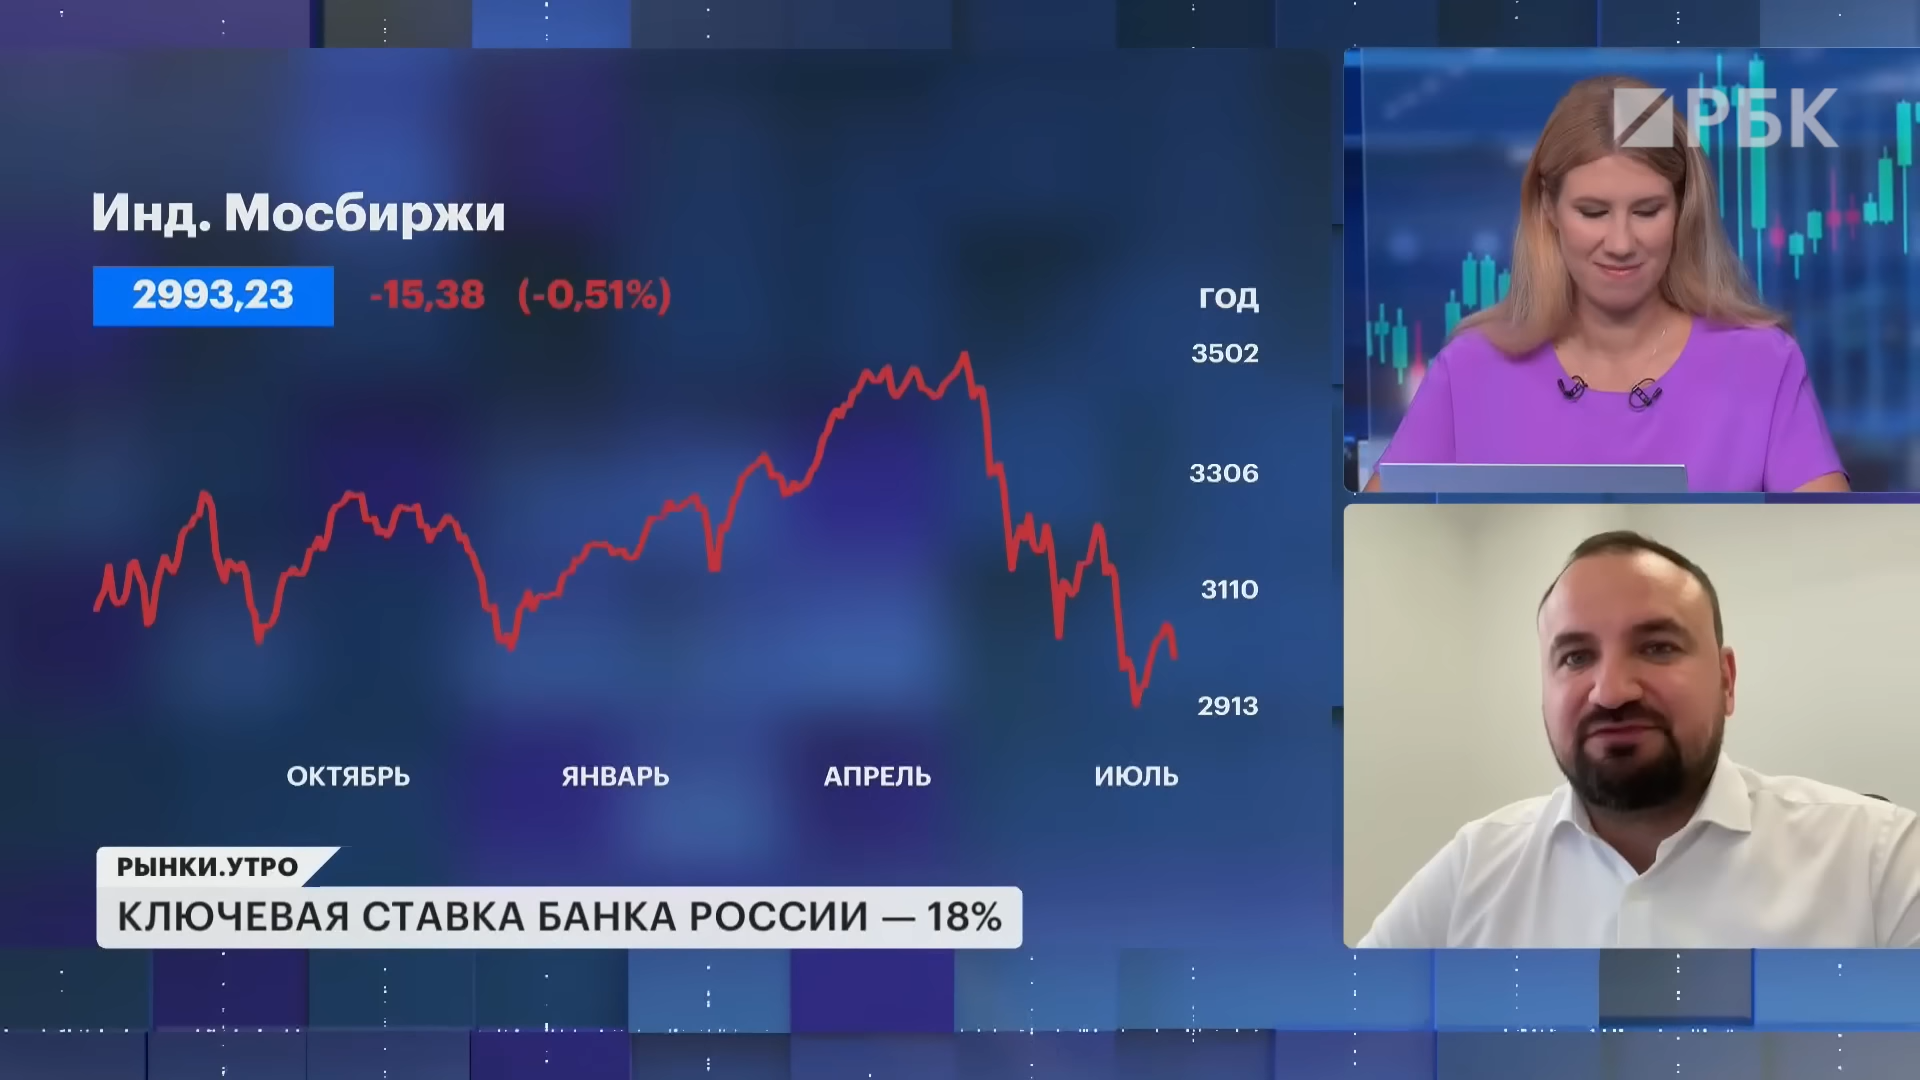 РБК
Инд. Мосбиржи
2993,23 -15,38 (-0,51%)
ГОД
3502
3306
3110
2913
ОКТЯБРЬ ЯНВАРЬ АПРЕЛЬ ИЮЛЬ
РЫНКИ.УТРО
КЛЮЧЕВАЯ СТАВКА БАНКА РОССИИ — 18%